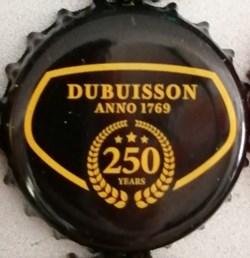 DUBUISSON
ANNO 1769
250
YEARS